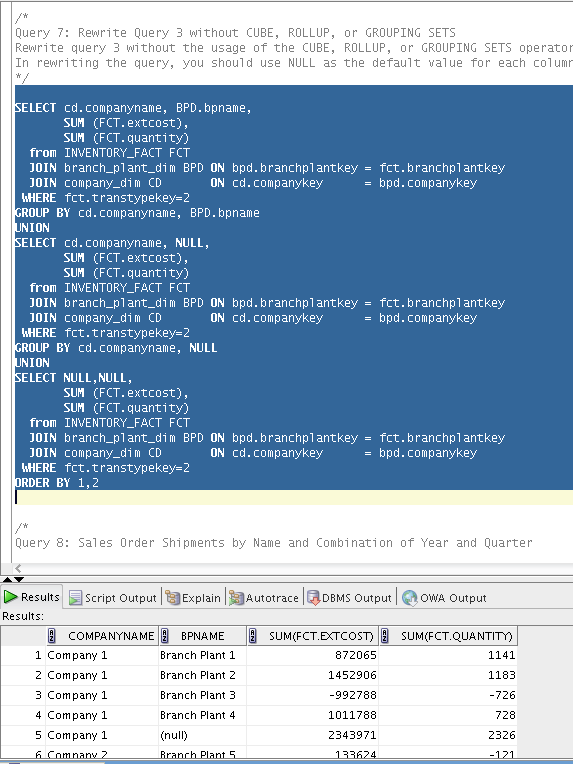 /*
Query 7: Rewrite Query 3 without CUBE, ROLLUP, or GROUPING SETS
Rewrite query 3 without the usage of the CUBE, ROLLUP, or GROUPING SETS operator
In rewriting the query, you should use NULL as the default value for each column
*/
SELECT cd.companyname, BPD.bpname,
SUM (FCT.extcost),
SUM (FCT.quantity)
from INVENTORY_FACT FCT
JOIN branch_plant_dim BPD ON bpd.branchplantkey = fct.branchplantkey
JOIN company_dim CD ON cd.companykey = bpd.companykey
WHERE fct.transtypekey=2
GROUP BY cd.companyname, BPD.bpname
UNION
SELECT cd.companyname, NULL,
SUM (FCT.extcost),
SUM (FCT.quantity)
from INVENTORY_FACT FCT
JOIN branch_plant_dim BPD ON bpd.branchplantkey = fct.branchplantkey
JOIN company_dim CD ON cd.companykey = bpd.companykey
WHERE fct.transtypekey=2
GROUP BY cd.companyname, NULL
UNION
SELECT NULL,NULL,
SUM (FCT.extcost),
SUM (FCT.quantity)
from INVENTORY_FACT FCT
JOIN branch_plant_dim BPD ON bpd.branchplantkey = fct.branchplantkey
JOIN company_dim CD ON cd.companykey = bpd.companykey
WHERE fct.transtypekey=2
ORDER BY 1,2
/*
Query 8: Sales Order Shipments by Name and Combination of Year and Quarter
Results Script Output Explain Autotrace DBMS Output OWA Output
Results:
COMPANYNAME BPNAME SUM(FCT.EXTCOST) SUM(FCT.QUANTITY)
1 Company 1 Branch Plant 1 872065 1141
2 Company 1 Branch Plant 2 1452906 1183
3 Company 1 Branch Plant 3 -992788 -726
4 Company 1 Branch Plant 4 1011788 728
5 Company 1 (null) 2343971 2326
6 Company 2 Branch Plant 5 133624 -121